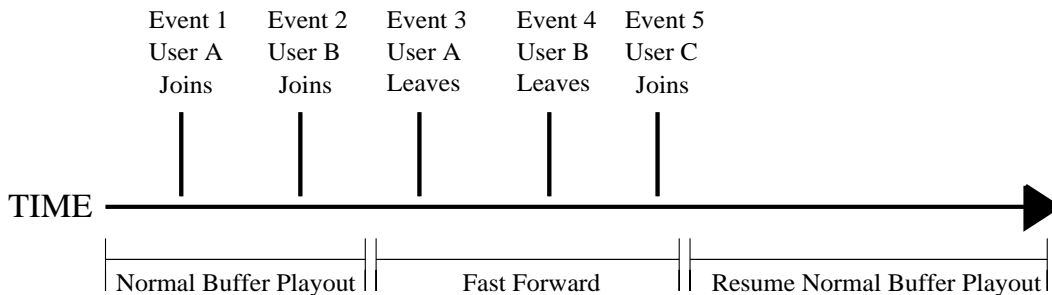 Event 1
User A
Joins
Event 2
User B
Joins
Event 3
User A
Leaves
Event 4
User B
Leaves
Event 5
User C
Joins
TIME
Normal Buffer Playout
Fast Forward
Resume Normal Buffer Playout